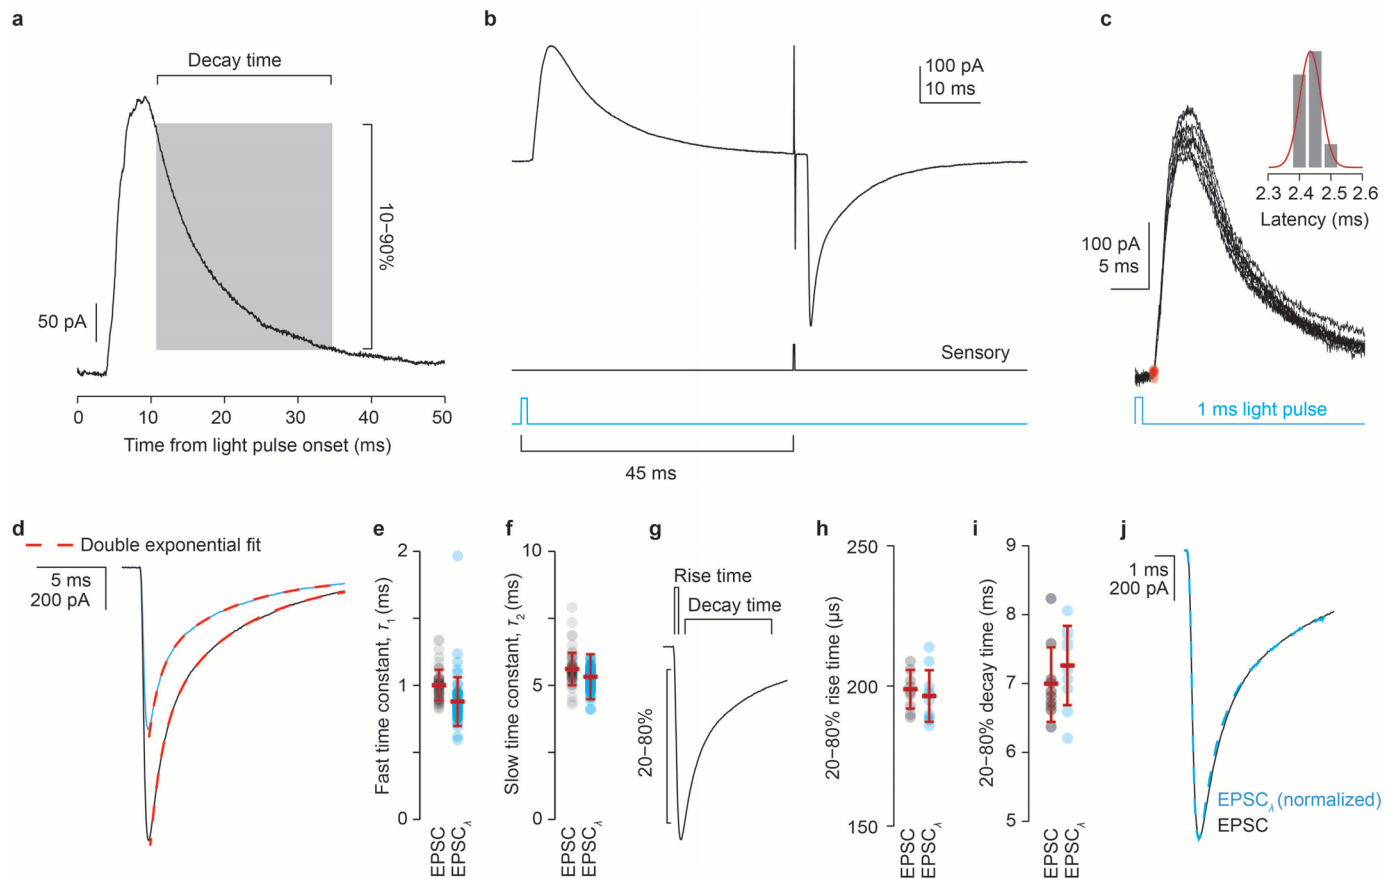 a
Decay time
10–90%
50 pA
0 10 20 30 40 50
Time from light pulse onset (ms)
b
100 pA
10 ms
Sensory
45 ms
c
2.3 2.4 2.5 2.6
Latency (ms)
100 pA
5 ms
1 ms light pulse
d
Double exponential fit
5 ms
200 pA
e
Fast time constant, τ1 (ms)
2
1
0
EPSC
EPSCλ
f
Slow time constant, τ2 (ms)
10
5
0
EPSC
EPSCλ
g
Rise time
Decay time
20–80%
h
20–80% rise time (µs)
250
200
150
EPSC
EPSCλ
i
20–80% decay time (ms)
9
8
7
6
5
EPSC
EPSCλ
j
1 ms
200 pA
EPSCλ (normalized)
EPSC